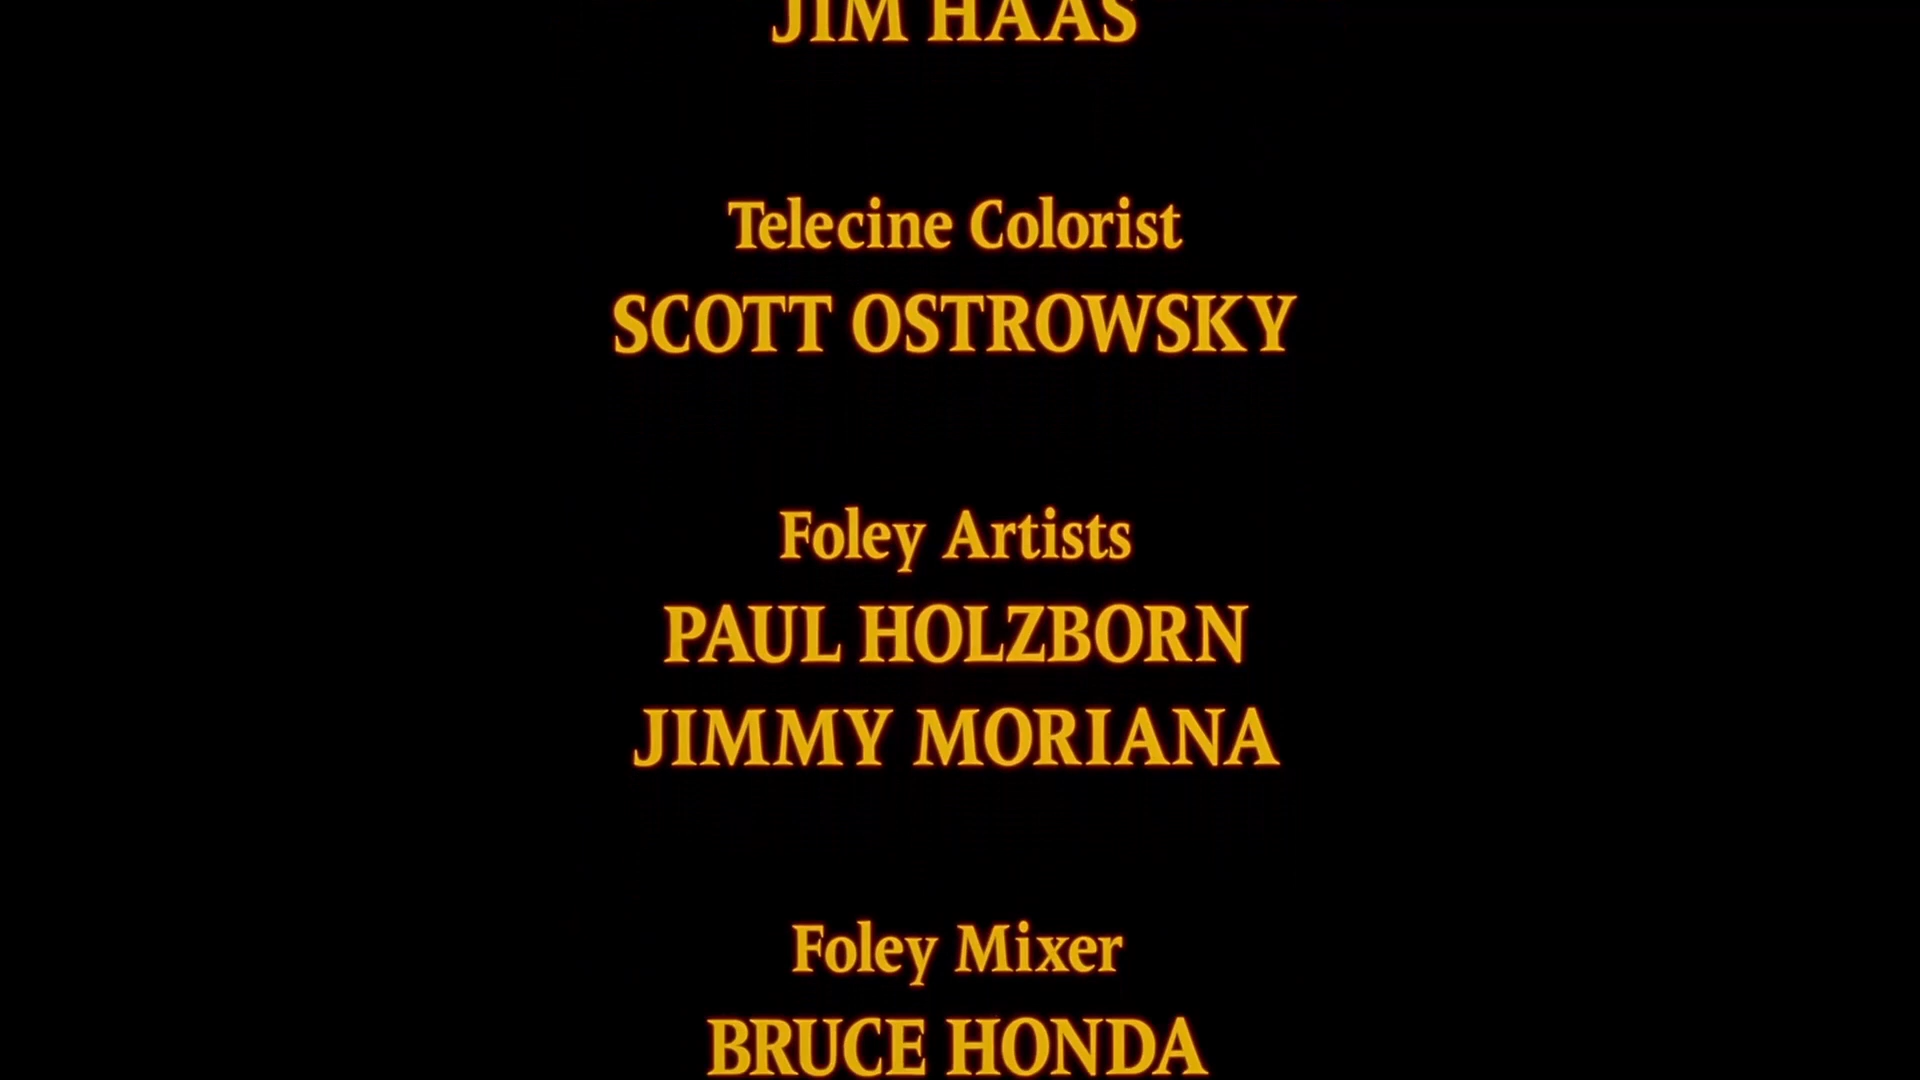 JIM HAAS
Telecine Colorist
SCOTT OSTROWSKY
Foley Artists
PAUL HOLZBORN
JIMMY MORIANA
Foley Mixer
BRUCE HONDA